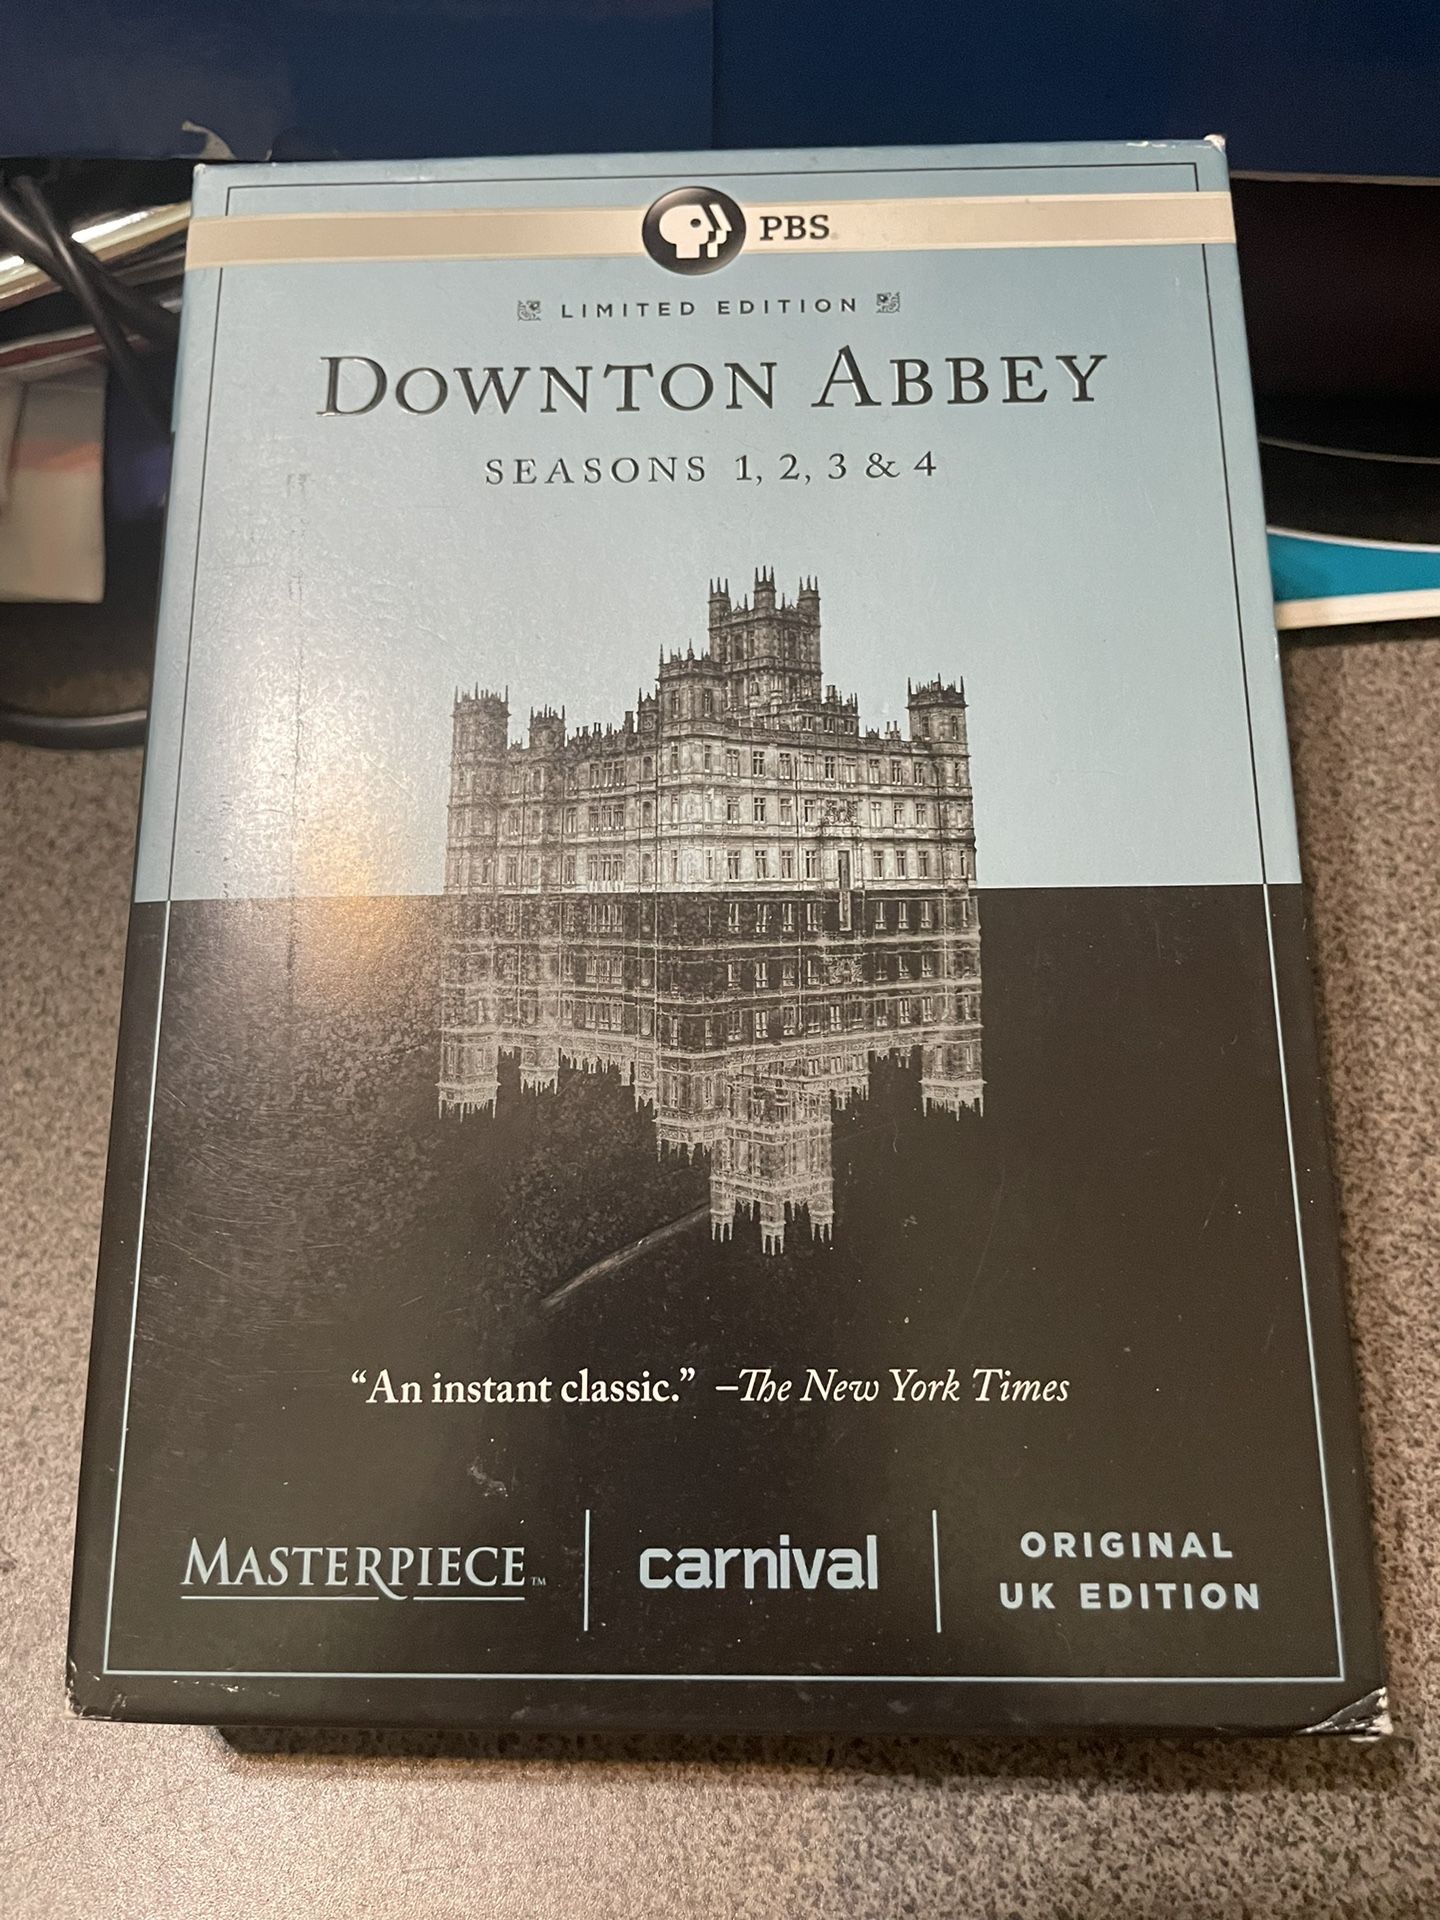 PBS
LIMITED EDITION
DOWNTON ABBEY
SEASONS 1, 2, 3 & 4
“An instant classic.” –The New York Times
MASTERPIECE™
carnival
ORIGINAL
UK EDITION